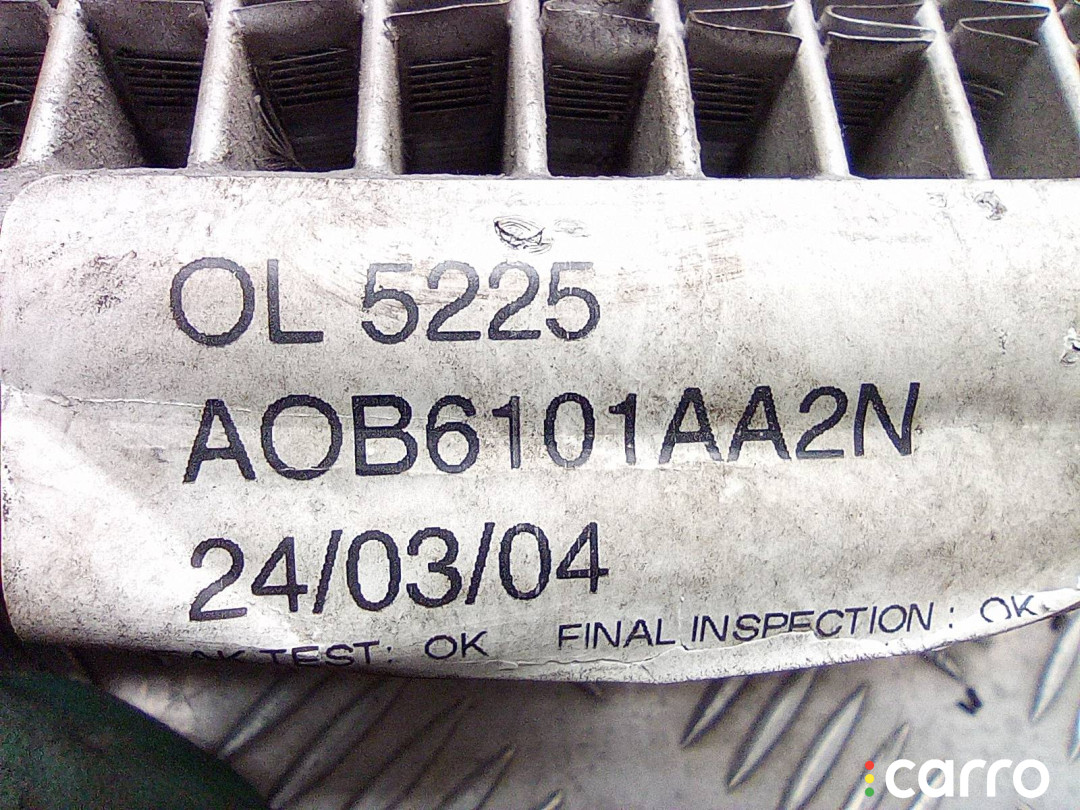 OL 5225
AOB6101AA2N
24/03/04
TEST: OK FINAL INSPECTION : OK
carro